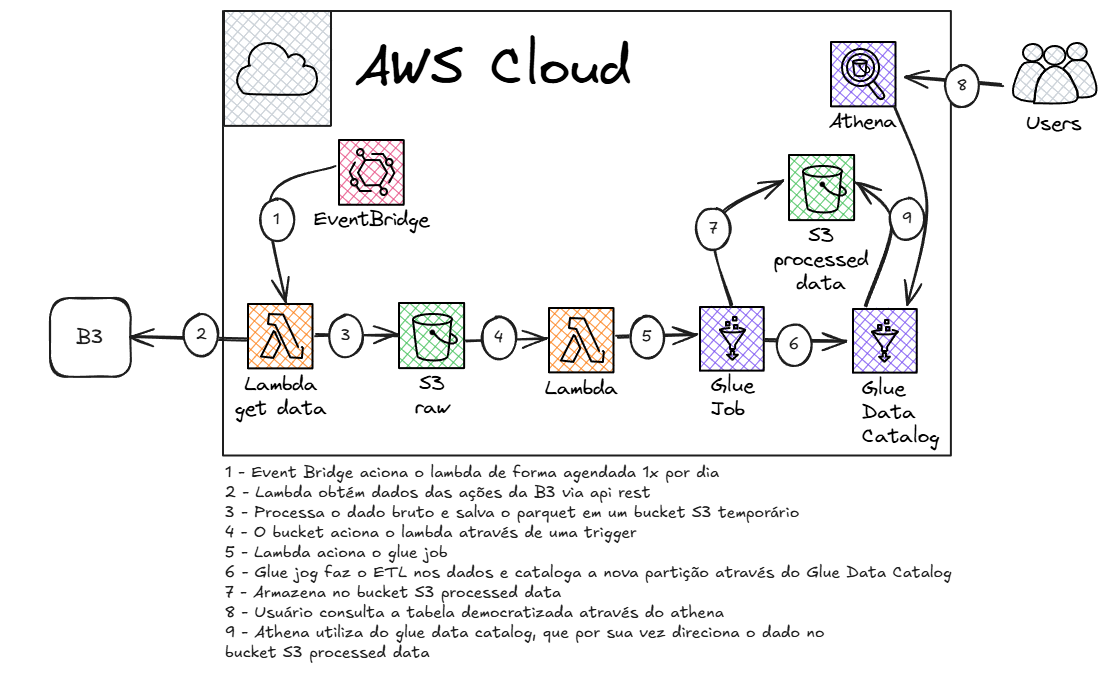 AWS Cloud
Athena
8
Users
EventBridge
1
7
9
S3
processed
data
B3
2
3
4
5
6
Lambda
get data
S3
raw
Lambda
Glue
Job
Glue
Data
Catalog
1 - Event Bridge aciona o lambda de forma agendada 1x por dia
2 - Lambda obtém dados das ações da B3 via api rest
3 - Processa o dado bruto e salva o parquet em um bucket S3 temporário
4 - O bucket aciona o lambda através de uma trigger
5 - Lambda aciona o glue job
6 - Glue jog faz o ETL nos dados e cataloga a nova partição através do Glue Data Catalog
7 - Armazena no bucket S3 processed data
8 - Usuário consulta a tabela democratizada através do athena
9 - Athena utiliza do glue data catalog, que por sua vez direciona o dado no
bucket S3 processed data